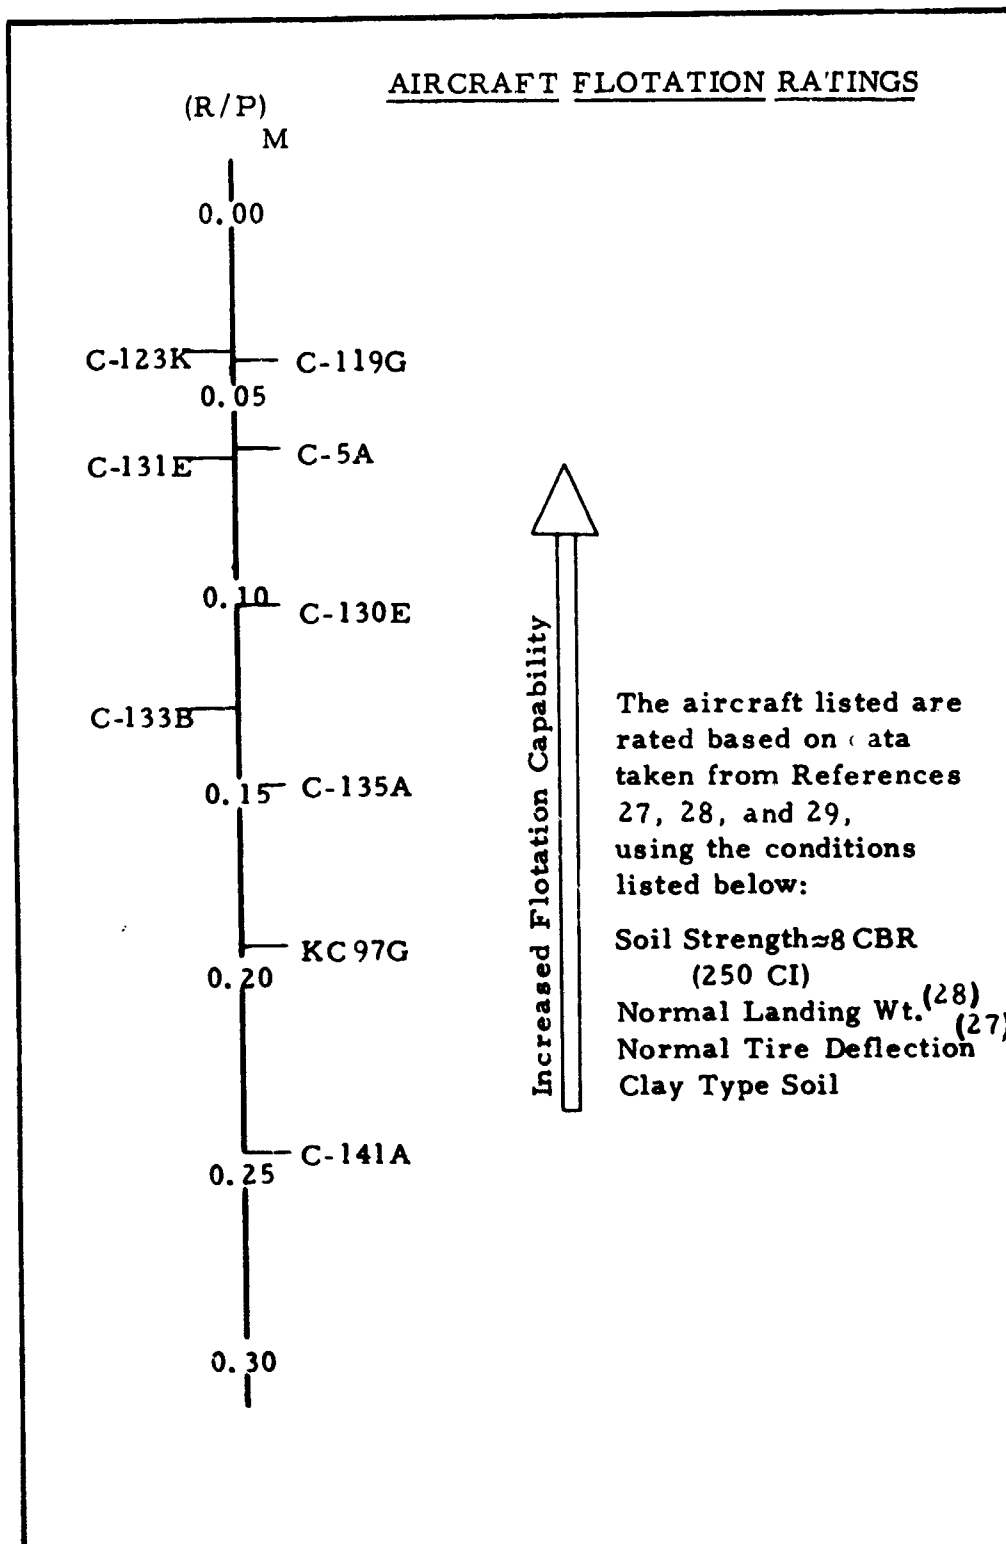 AIRCRAFT FLOTATION RATINGS
(R/P)
M
0.00
C-123K
C-119G
0.05
C-5A
C-131E
0.10
C-130E
C-133B
0.15
C-135A
KC97G
0.20
C-141A
0.25
0.30
Increased Flotation Capability
The aircraft listed are
rated based on ata
taken from References
27, 28, and 29,
using the conditions
listed below:
Soil Strength≈8 CBR
(250 CI)
Normal Landing Wt.(28)
Normal Tire Deflection(27)
Clay Type Soil